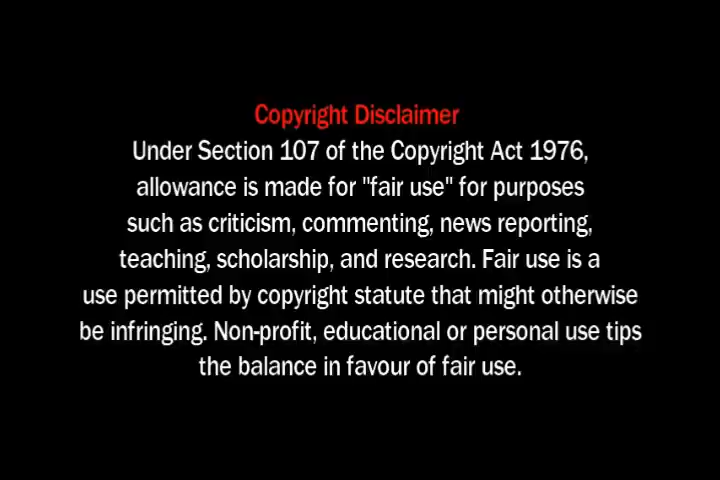 Copyright Disclaimer
Under Section 107 of the Copyright Act 1976,
allowance is made for "fair use" for purposes
such as criticism, commenting, news reporting,
teaching, scholarship, and research. Fair use is a
use permitted by copyright statute that might otherwise
be infringing. Non-profit, educational or personal use tips
the balance in favour of fair use.